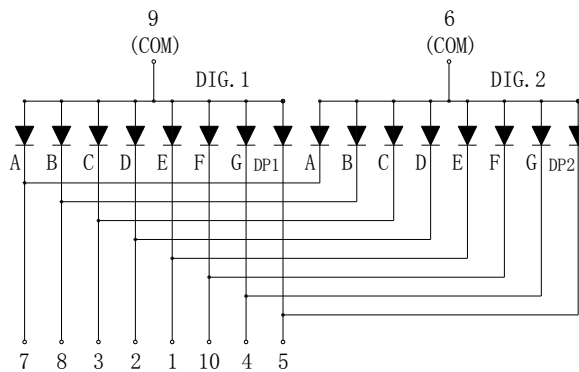 9 6
(COM) (COM)
DIG.1 DIG.2
A B C D E F G DP1 A B C D E F G DP2
7 8 3 2 1 10 4 5